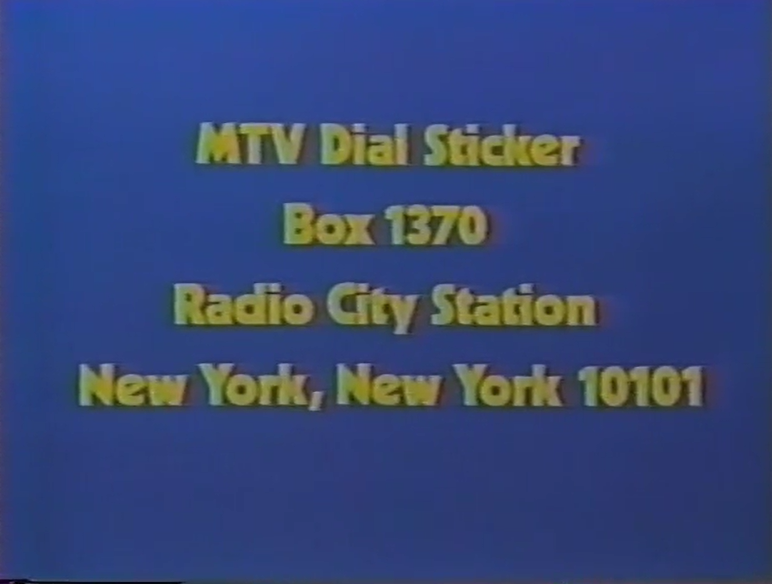 MTV Dial Sticker
Box 1370
Radio City Station
New York, New York 10101